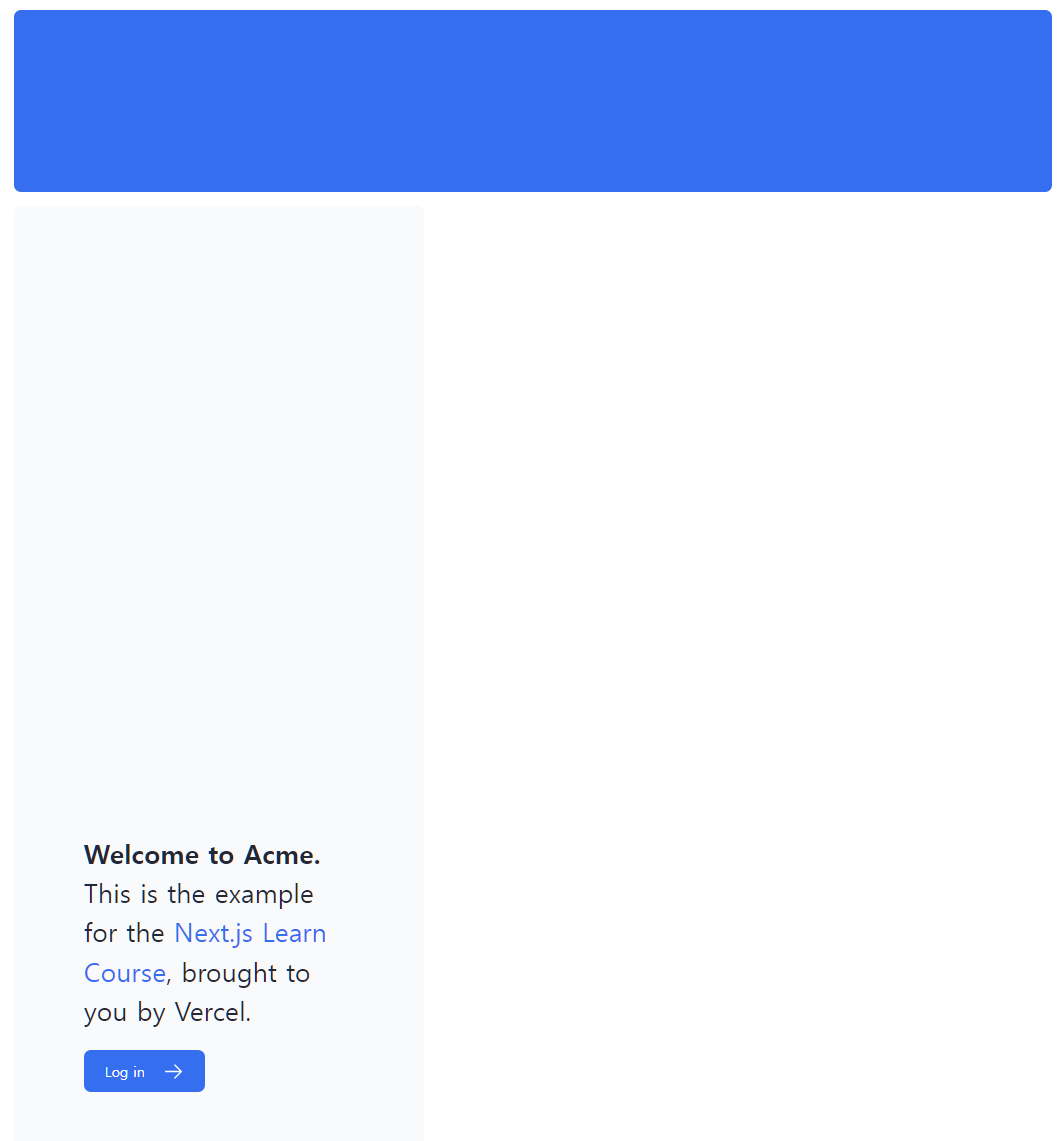 Welcome to Acme.
This is the example
for the Next.js Learn
Course, brought to
you by Vercel.
Log in